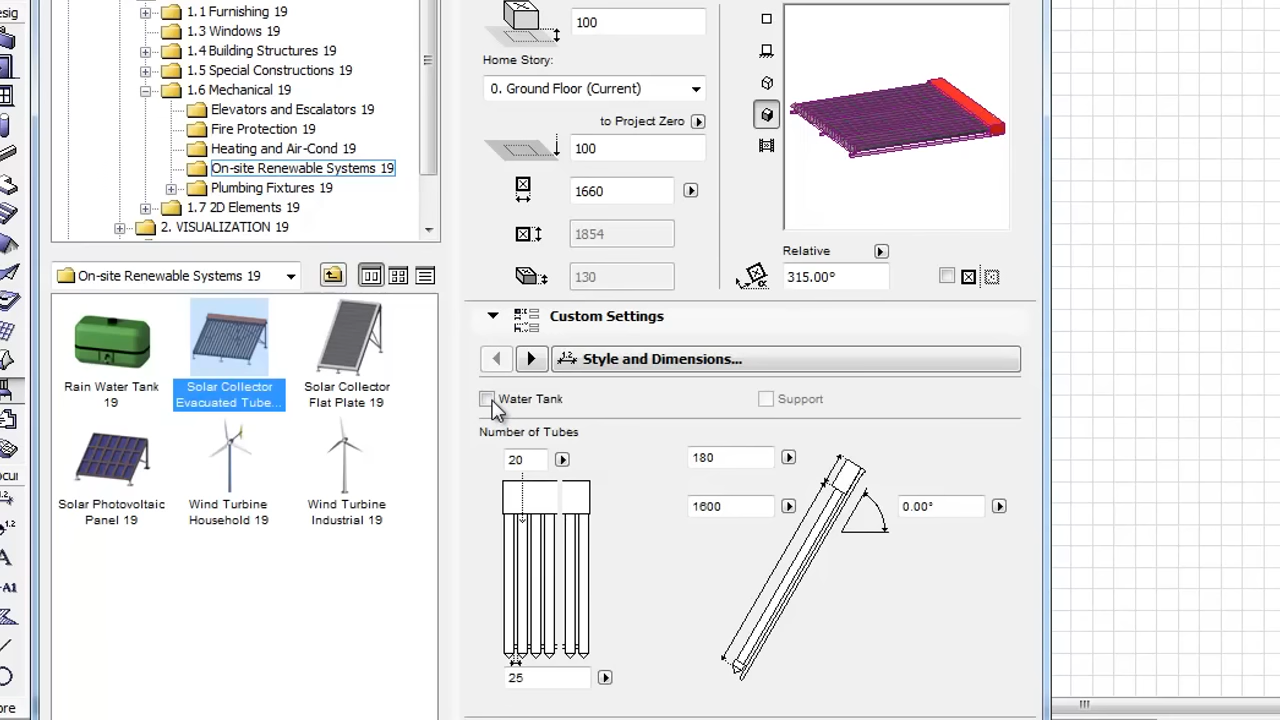 esig
1.1 Furnishing 19
1.3 Windows 19
1.4 Building Structures 19
1.5 Special Constructions 19
1.6 Mechanical 19
Elevators and Escalators 19
Fire Protection 19
Heating and Air-Cond 19
On-site Renewable Systems 19
Plumbing Fixtures 19
1.7 2D Elements 19
2. VISUALIZATION 19
On-site Renewable Systems 19
Rain Water Tank
19
Solar Collector
Evacuated Tube...
Solar Collector
Flat Plate 19
Solar Photovoltaic
Panel 19
Wind Turbine
Household 19
Wind Turbine
Industrial 19
ocur
1.2
A
A1
ore
100
Home Story:
0. Ground Floor (Current)
to Project Zero
100
1660
1854
130
Relative
315.00°
Custom Settings
Style and Dimensions...
Water Tank
Support
Number of Tubes
20
180
1600
0.00°
25